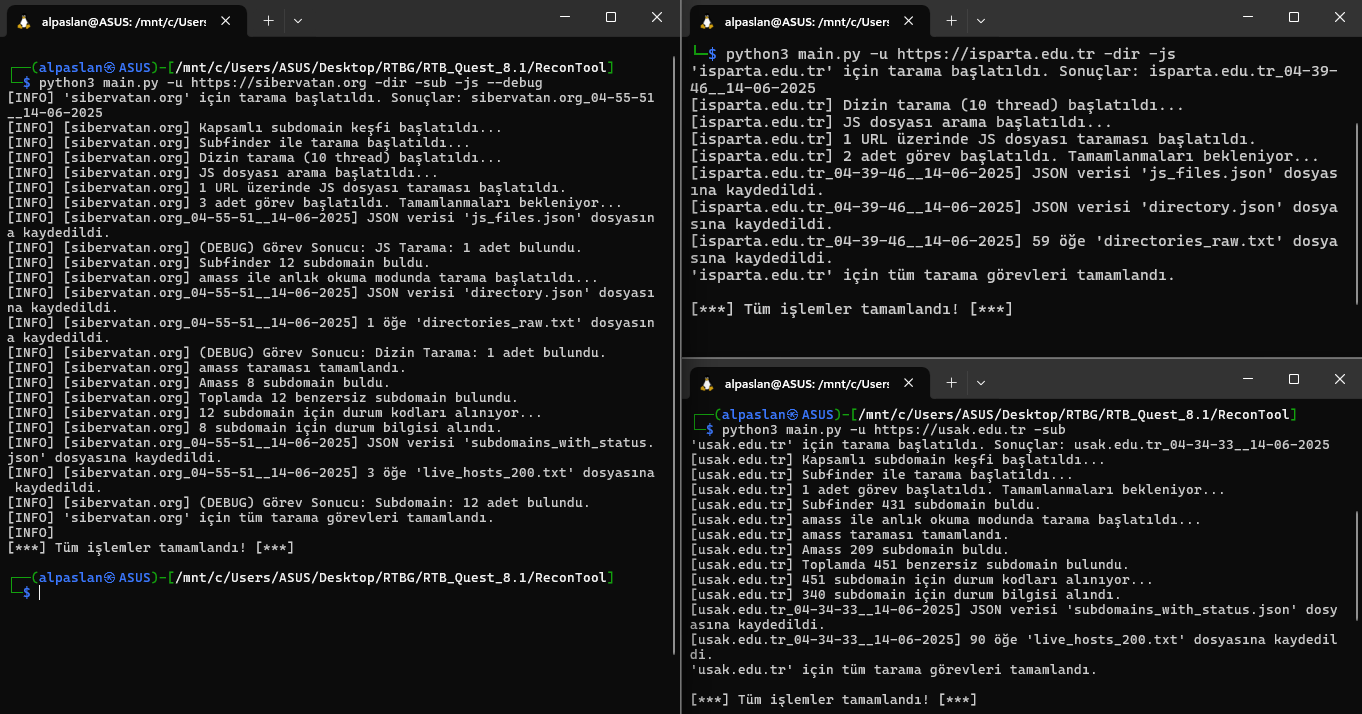 alpaslan@ASUS: /mnt/c/Users
┌──(alpaslan㉿ASUS)-[/mnt/c/Users/ASUS/Desktop/RTBG/RTB_Quest_8.1/ReconTool]
└─$ python3 main.py -u https://sibervatan.org -dir -sub -js --debug
[INFO] 'sibervatan.org' için tarama başlatıldı. Sonuçlar: sibervatan.org_04-55-51
__14-06-2025
[INFO] [sibervatan.org] Kapsamlı subdomain keşfi başlatıldı...
[INFO] [sibervatan.org] Subfinder ile tarama başlatıldı...
[INFO] [sibervatan.org] Dizin tarama (10 thread) başlatıldı...
[INFO] [sibervatan.org] JS dosyası arama başlatıldı...
[INFO] [sibervatan.org] 1 URL üzerinde JS dosyası taraması başlatıldı.
[INFO] [sibervatan.org] 3 adet görev başlatıldı. Tamamlanmaları bekleniyor...
[INFO] [sibervatan.org_04-55-51__14-06-2025] JSON verisi 'js_files.json' dosyasın
a kaydedildi.
[INFO] [sibervatan.org] (DEBUG) Görev Sonucu: JS Tarama: 1 adet bulundu.
[INFO] [sibervatan.org] Subfinder 12 subdomain buldu.
[INFO] [sibervatan.org] amass ile anlık okuma modunda tarama başlatıldı...
[INFO] [sibervatan.org_04-55-51__14-06-2025] JSON verisi 'directory.json' dosyası
na kaydedildi.
[INFO] [sibervatan.org_04-55-51__14-06-2025] 1 öğe 'directories_raw.txt' dosyasın
a kaydedildi.
[INFO] [sibervatan.org] (DEBUG) Görev Sonucu: Dizin Tarama: 1 adet bulundu.
[INFO] [sibervatan.org] amass taraması tamamlandı.
[INFO] [sibervatan.org] Amass 8 subdomain buldu.
[INFO] [sibervatan.org] Toplamda 12 benzersiz subdomain bulundu.
[INFO] [sibervatan.org] 12 subdomain için durum kodları alınıyor...
[INFO] [sibervatan.org] 8 subdomain için durum bilgisi alındı.
[INFO] [sibervatan.org_04-55-51__14-06-2025] JSON verisi 'subdomains_with_status.
json' dosyasına kaydedildi.
[INFO] [sibervatan.org_04-55-51__14-06-2025] 3 öğe 'live_hosts_200.txt' dosyasına
 kaydedildi.
[INFO] [sibervatan.org] (DEBUG) Görev Sonucu: Subdomain: 12 adet bulundu.
[INFO] 'sibervatan.org' için tüm tarama görevleri tamamlandı.
[INFO]
[***] Tüm işlemler tamamlandı! [***]
┌──(alpaslan㉿ASUS)-[/mnt/c/Users/ASUS/Desktop/RTBG/RTB_Quest_8.1/ReconTool]
└─$
alpaslan@ASUS: /mnt/c/Users
└─$ python3 main.py -u https://isparta.edu.tr -dir -js
'isparta.edu.tr' için tarama başlatıldı. Sonuçlar: isparta.edu.tr_04-39-
46__14-06-2025
[isparta.edu.tr] Dizin tarama (10 thread) başlatıldı...
[isparta.edu.tr] JS dosyası arama başlatıldı...
[isparta.edu.tr] 1 URL üzerinde JS dosyası taraması başlatıldı.
[isparta.edu.tr] 2 adet görev başlatıldı. Tamamlanmaları bekleniyor...
[isparta.edu.tr_04-39-46__14-06-2025] JSON verisi 'js_files.json' dosyas
ına kaydedildi.
[isparta.edu.tr_04-39-46__14-06-2025] JSON verisi 'directory.json' dosya
sına kaydedildi.
[isparta.edu.tr_04-39-46__14-06-2025] 59 öğe 'directories_raw.txt' dosya
sına kaydedildi.
'isparta.edu.tr' için tüm tarama görevleri tamamlandı.
[***] Tüm işlemler tamamlandı! [***]
alpaslan@ASUS: /mnt/c/Users
┌──(alpaslan㉿ASUS)-[/mnt/c/Users/ASUS/Desktop/RTBG/RTB_Quest_8.1/ReconTool]
└─$ python3 main.py -u https://usak.edu.tr -sub
'usak.edu.tr' için tarama başlatıldı. Sonuçlar: usak.edu.tr_04-34-33__14-06-2025
[usak.edu.tr] Kapsamlı subdomain keşfi başlatıldı...
[usak.edu.tr] Subfinder ile tarama başlatıldı...
[usak.edu.tr] 1 adet görev başlatıldı. Tamamlanmaları bekleniyor...
[usak.edu.tr] Subfinder 431 subdomain buldu.
[usak.edu.tr] amass ile anlık okuma modunda tarama başlatıldı...
[usak.edu.tr] amass taraması tamamlandı.
[usak.edu.tr] Amass 209 subdomain buldu.
[usak.edu.tr] Toplamda 451 benzersiz subdomain bulundu.
[usak.edu.tr] 451 subdomain için durum kodları alınıyor...
[usak.edu.tr] 340 subdomain için durum bilgisi alındı.
[usak.edu.tr_04-34-33__14-06-2025] JSON verisi 'subdomains_with_status.json' dosy
asına kaydedildi.
[usak.edu.tr_04-34-33__14-06-2025] 90 öğe 'live_hosts_200.txt' dosyasına kaydedil
di.
'usak.edu.tr' için tüm tarama görevleri tamamlandı.
[***] Tüm işlemler tamamlandı! [***]